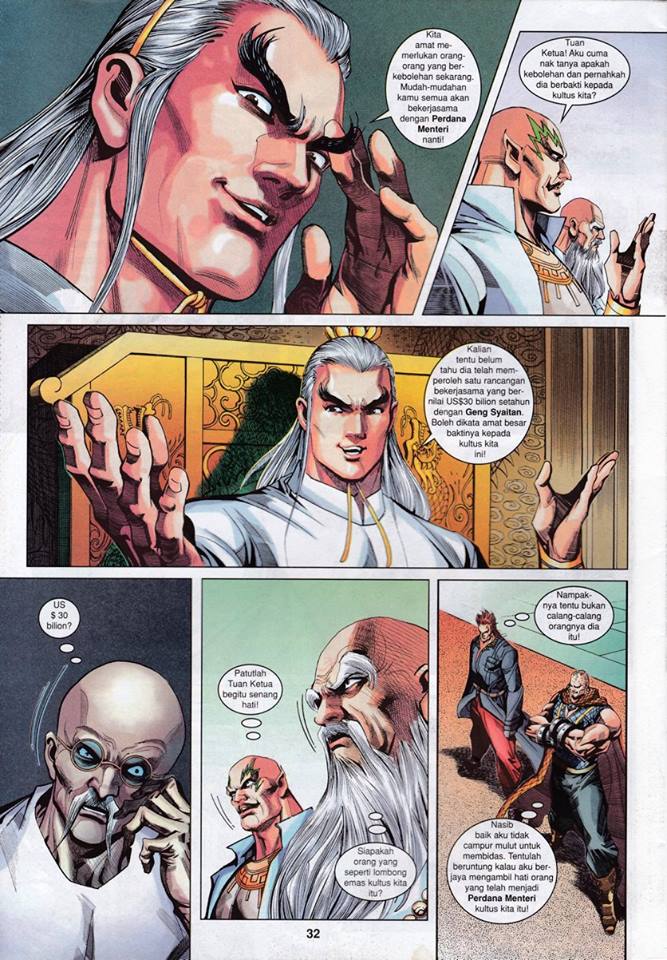 Kita
amat me-
merlukan orang-
orang yang ber-
kebolehan sekarang.
Mudah-mudahan
kamu semua akan
bekerjasama
dengan Perdana
Menteri
nanti!
Tuan
Ketua! Aku cuma
nak tanya apakah
kebolehan dan pernahkah
dia berbakti kepada
kultus kita?
Kalian
tentu belum
tahu dia telah mem-
peroleh satu rancangan
bekerjasama yang ber-
nilai US$30 bilion setahun
dengan Geng Syaitan.
Boleh dikata amat besar
baktinya kepada
kultus kita
ini!
US
$ 30
bilion?
Patutlah
Tuan Ketua
begitu senang
hati!
Siapakah
orang yang
seperti lombong
emas kultus kita
itu?
Nampak-
nya tentu bukan
calang-calang
orangnya dia
itu!
Nasib
baik aku tidak
campur mulut untuk
membidas. Tentulah
beruntung kalau aku ber-
jaya mengambil hati orang
yang telah menjadi
Perdana Menteri
kultus kita itu!
32